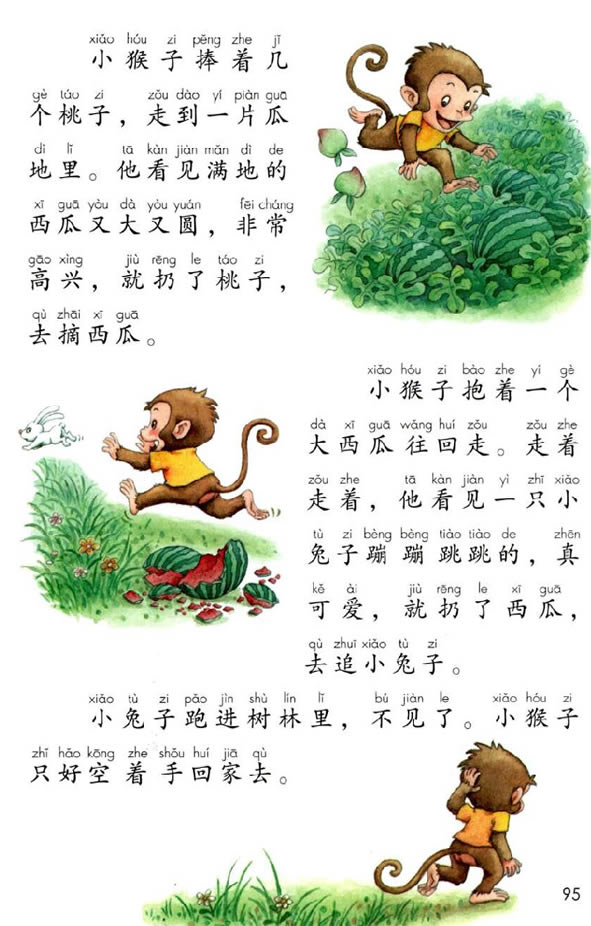 xiǎo hóu zi pěng zhe jǐ
小猴子捧着几
gè táo zi zǒu dào yí piàn guā
个桃子，走到一片瓜
dì lǐ tā kàn jiàn mǎn dì de
地里。他看见满地的
xī guā yòu dà yòu yuán fēi cháng
西瓜又大又圆，非常
gāo xìng jiù rēng le táo zi
高兴，就扔了桃子，
qù zhāi xī guā
去摘西瓜。
xiǎo hóu zi bào zhe yí gè
小猴子抱着一个
dà xī guā wǎng huí zǒu zǒu zhe
大西瓜往回走。走着
zǒu zhe tā kàn jiàn yì zhī xiǎo
走着，他看见一只小
tù zi bèng bèng tiào tiào de zhēn
兔子蹦蹦跳跳的，真
kě ài jiù rēng le xī guā
可爱，就扔了西瓜，
qù zhuī xiǎo tù zi
去追小兔子。
xiǎo tù zi pǎo jìn shù lín lǐ bú jiàn le xiǎo hóu zi
小兔子跑进树林里，不见了。小猴子
zhǐ hǎo kōng zhe shǒu huí jiā qù
只好空着手回家去。
95